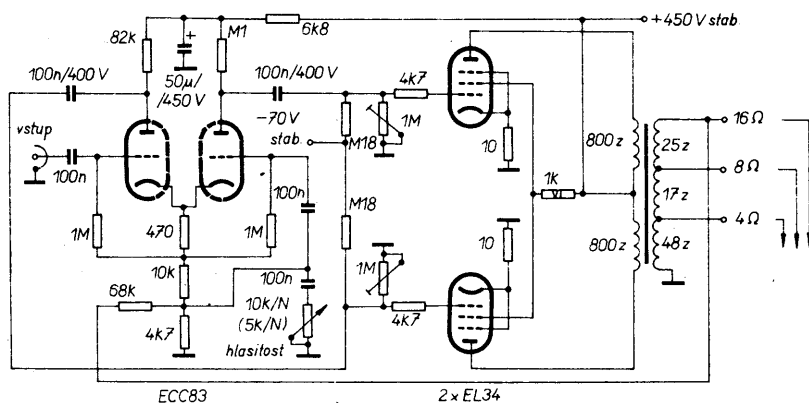 82k
50µ
/450 V
M1
6k8
+450V stab.
100n/400 V
100n/400 V
-70V
stab.
4k7
1M
M18
10
800 z
16 Ω
25 z
8 Ω
17 z
4 Ω
48 z
vstup
100n
1M
470
1M
100n
M18
1k
10
800 z
10k
100n
1M
68k
10k/N
(5k/N)
4k7
4k7
hlasitost
ECC83
2 x EL34